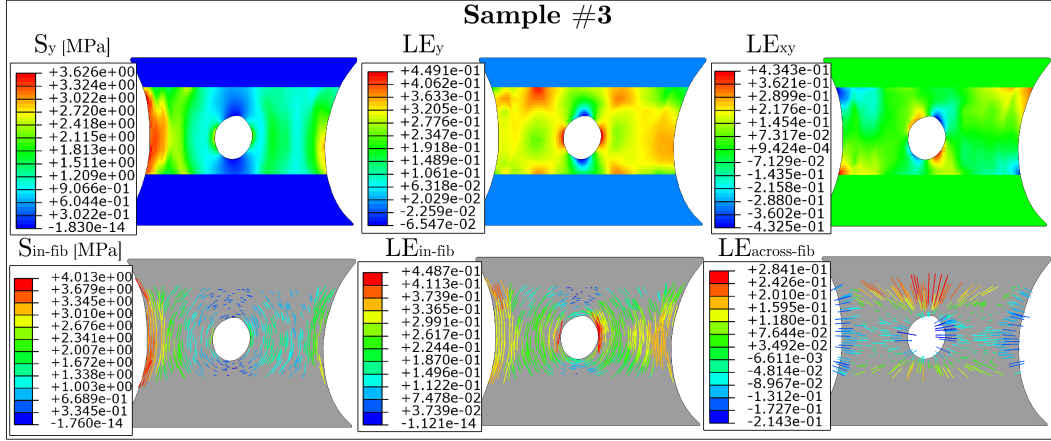 Sample #3
Sy [MPa]
+3.626e+00
+3.324e+00
+3.022e+00
+2.720e+00
+2.418e+00
+2.115e+00
+1.813e+00
+1.511e+00
+1.209e+00
+9.066e-01
+6.044e-01
+3.022e-01
-1.830e-14
LEy
+4.491e-01
+4.062e-01
+3.633e-01
+3.205e-01
+2.776e-01
+2.347e-01
+1.918e-01
+1.489e-01
+1.061e-01
+6.318e-02
+2.029e-02
-2.259e-02
-6.547e-02
LExy
+4.343e-01
+3.621e-01
+2.899e-01
+2.176e-01
+1.454e-01
+7.317e-02
+9.424e-04
-7.129e-02
-1.435e-01
-2.158e-01
-2.880e-01
-3.602e-01
-4.325e-01
Sin-fib [MPa]
+4.013e+00
+3.679e+00
+3.345e+00
+3.010e+00
+2.676e+00
+2.341e+00
+2.007e+00
+1.672e+00
+1.338e+00
+1.003e+00
+6.689e-01
+3.345e-01
-1.760e-14
LEin-fib
+4.487e-01
+4.113e-01
+3.739e-01
+3.365e-01
+2.991e-01
+2.617e-01
+2.244e-01
+1.870e-01
+1.496e-01
+1.122e-01
+7.478e-02
+3.739e-02
-1.121e-14
LEacross-fib
+2.841e-01
+2.426e-01
+2.010e-01
+1.595e-01
+1.180e-01
+7.644e-02
+3.492e-02
-6.611e-03
-4.814e-02
-8.967e-02
-1.312e-01
-1.727e-01
-2.143e-01